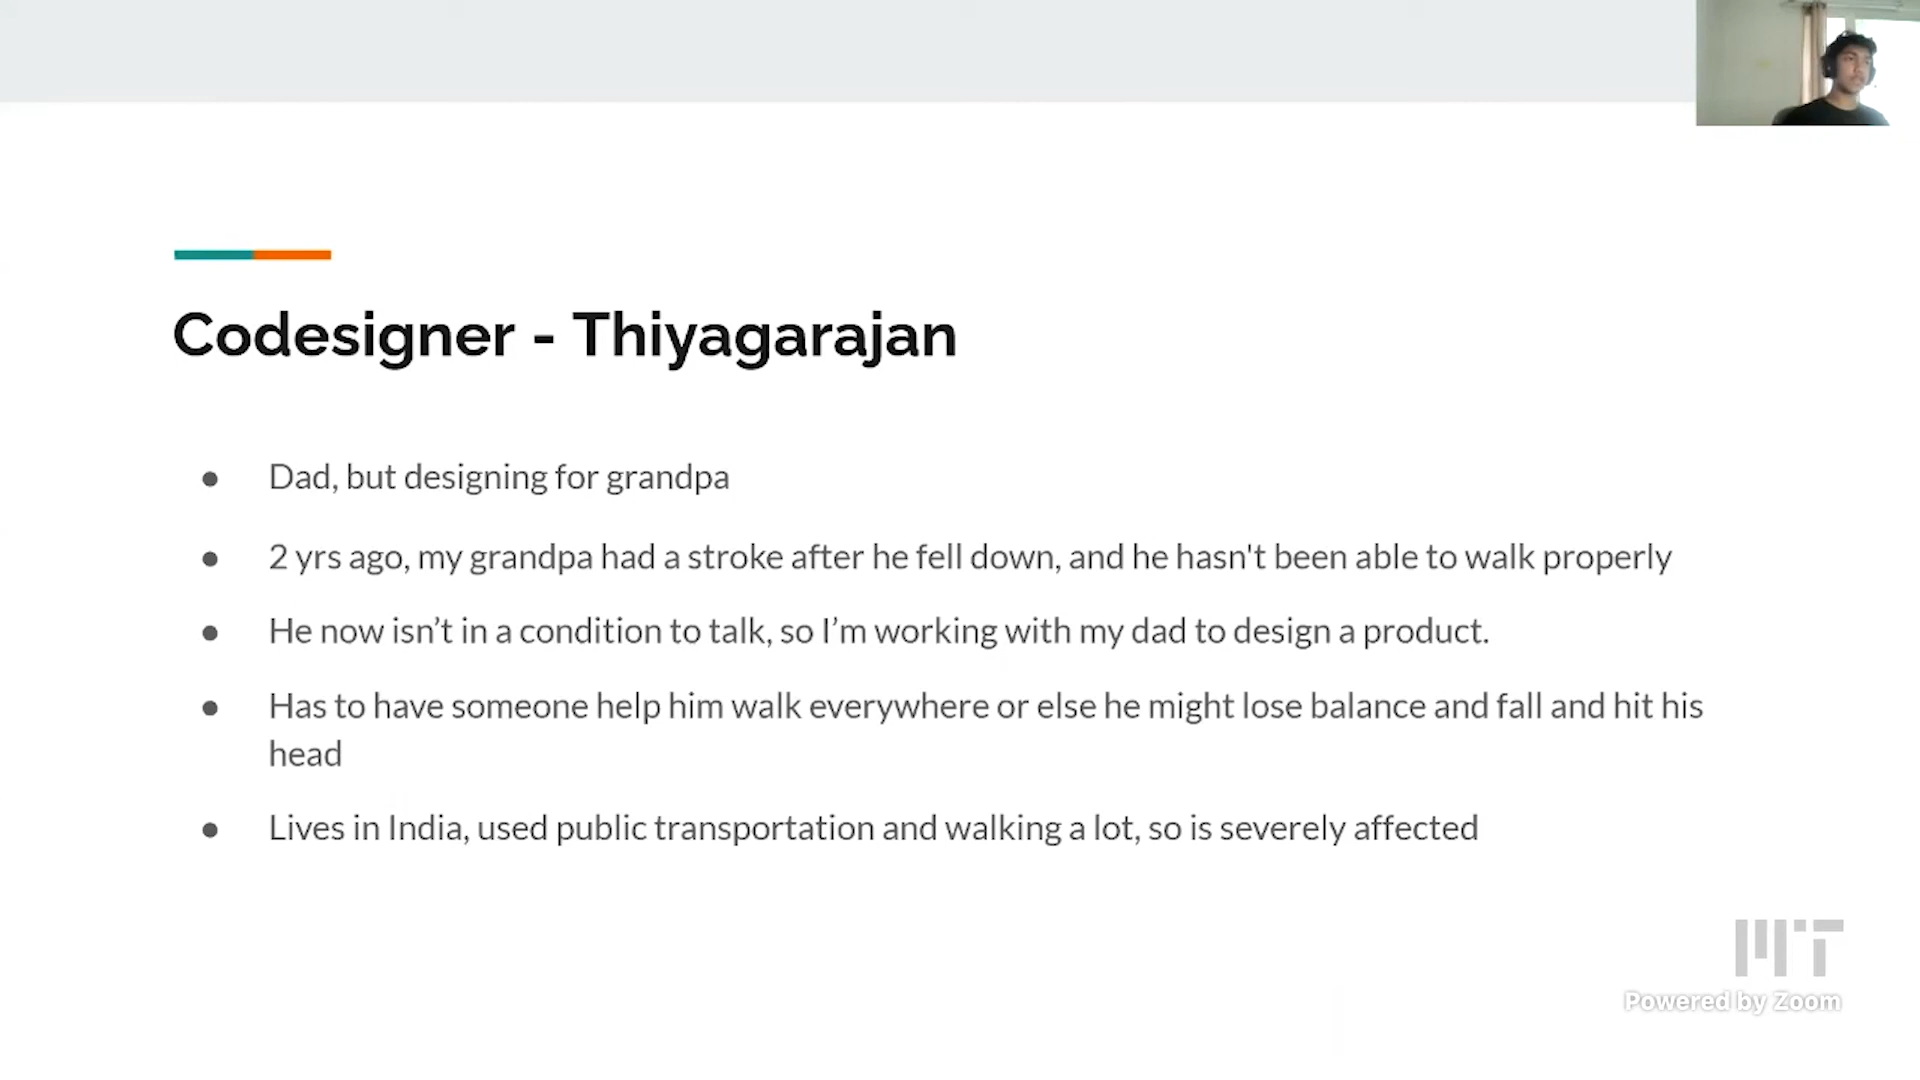 Codesigner - Thiyagarajan
● Dad, but designing for grandpa
● 2 yrs ago, my grandpa had a stroke after he fell down, and he hasn't been able to walk properly
● He now isn’t in a condition to talk, so I’m working with my dad to design a product.
● Has to have someone help him walk everywhere or else he might lose balance and fall and hit his
head
● Lives in India, used public transportation and walking a lot, so is severely affected
MIT
Powered by Zoom